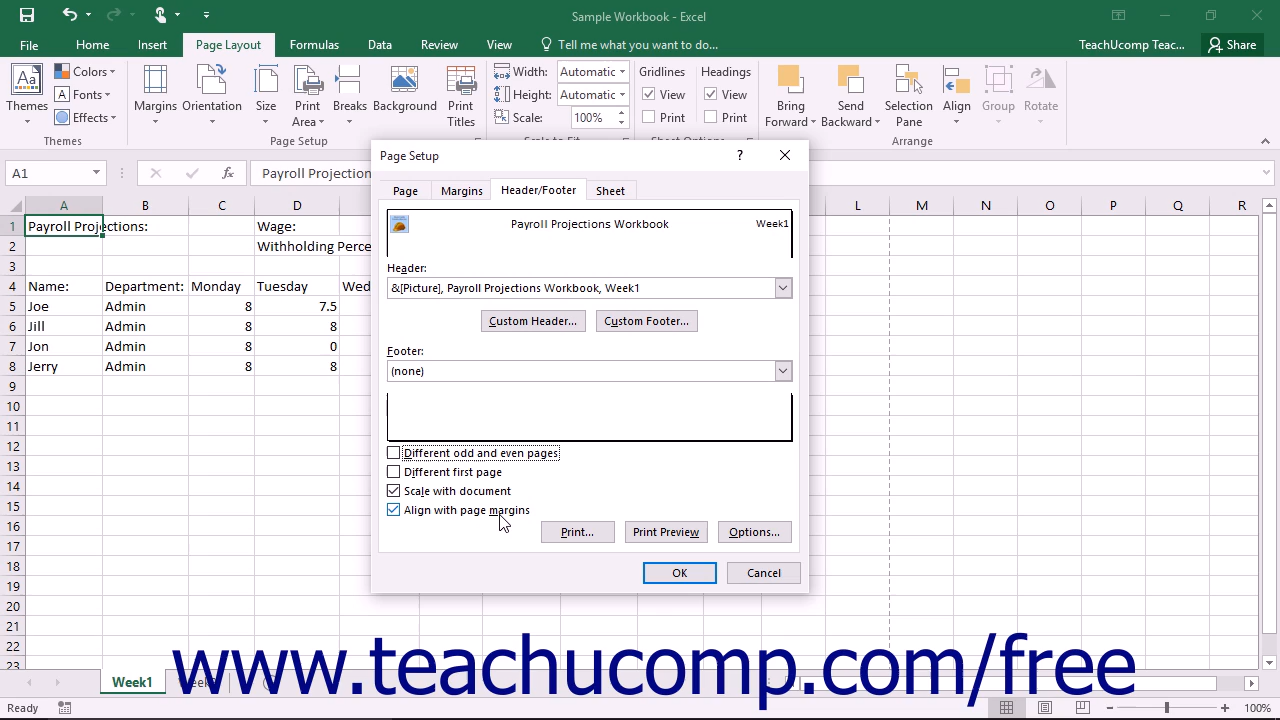 Sample Workbook - Excel
File Home Insert Page Layout Formulas Data Review View Tell me what you want to do... TeachUcomp Teac... Share
Themes
Colors
Fonts
Effects
Themes
Margins
Orientation
Size
Print Area
Breaks
Background
Print Titles
Page Setup
Width: Automatic
Height: Automatic
Scale: 100%
Gridlines
View
Print
Headings
View
Print
Bring Forward
Send Backward
Selection Pane
Align
Group
Rotate
Arrange
A1 fx Payroll Projection
A B C D L M N O P Q R
1 Payroll Projections: Wage:
2 Withholding Perce
3
4 Name: Department: Monday Tuesday Wed
5 Joe Admin 8 7.5
6 Jill Admin 8 8
7 Jon Admin 8 0
8 Jerry Admin 8 8
9
10
11
12
13
14
15
16
17
18
19
20
21
22
23
Page Setup ?
Page Margins Header/Footer Sheet
Payroll Projections Workbook Week1
Header:
&[Picture], Payroll Projections Workbook, Week1
Custom Header... Custom Footer...
Footer:
(none)
Different odd and even pages
Different first page
Scale with document
Align with page margins
Print... Print Preview Options...
OK Cancel
www.teachucomp.com/free
Week1
Ready 100%